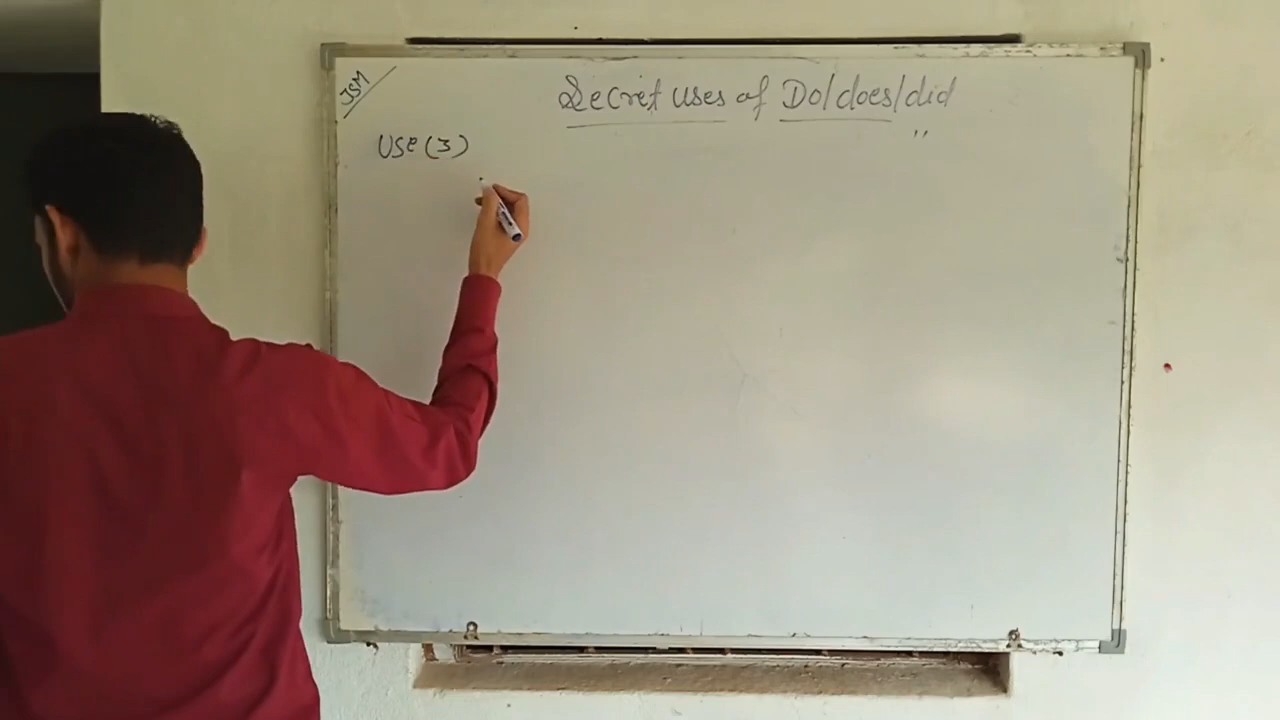 JSM
Secret uses of Do/does/did
"
Use (3)